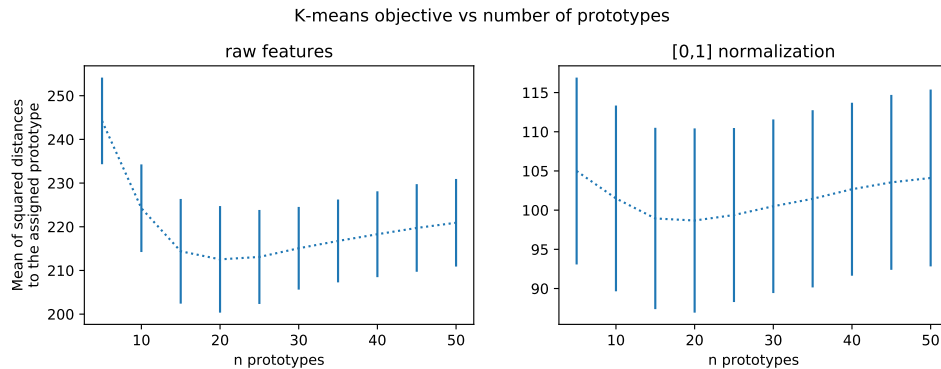 K-means objective vs number of prototypes
raw features
Mean of squared distances
to the assigned prototype
250
240
230
220
210
200
10 20 30 40 50
n prototypes
[0,1] normalization
115
110
105
100
95
90
10 20 30 40 50
n prototypes